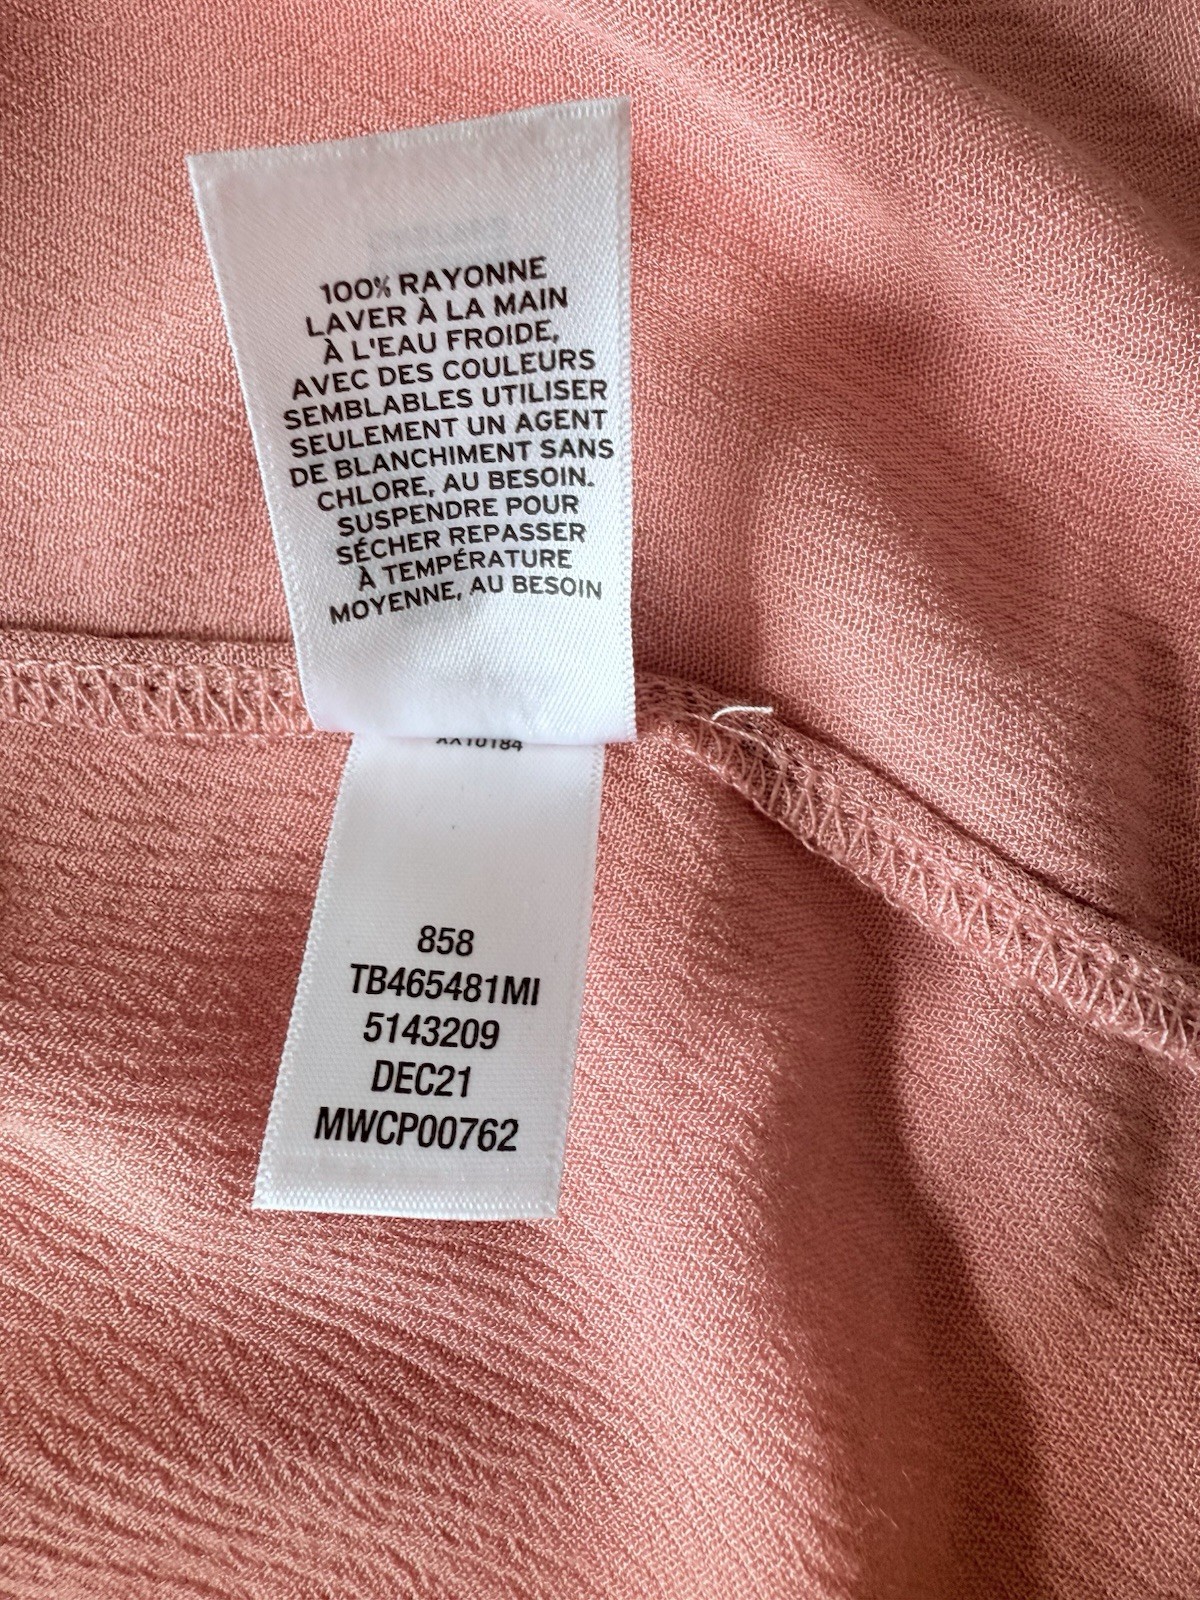 100% RAYONNE
LAVER À LA MAIN
À L'EAU FROIDE,
AVEC DES COULEURS
SEMBLABLES UTILISER
SEULEMENT UN AGENT
DE BLANCHIMENT SANS
CHLORE, AU BESOIN.
SUSPENDRE POUR
SÉCHER REPASSER
À TEMPÉRATURE
MOYENNE, AU BESOIN
858
TB465481MI
5143209
DEC21
MWCP00762